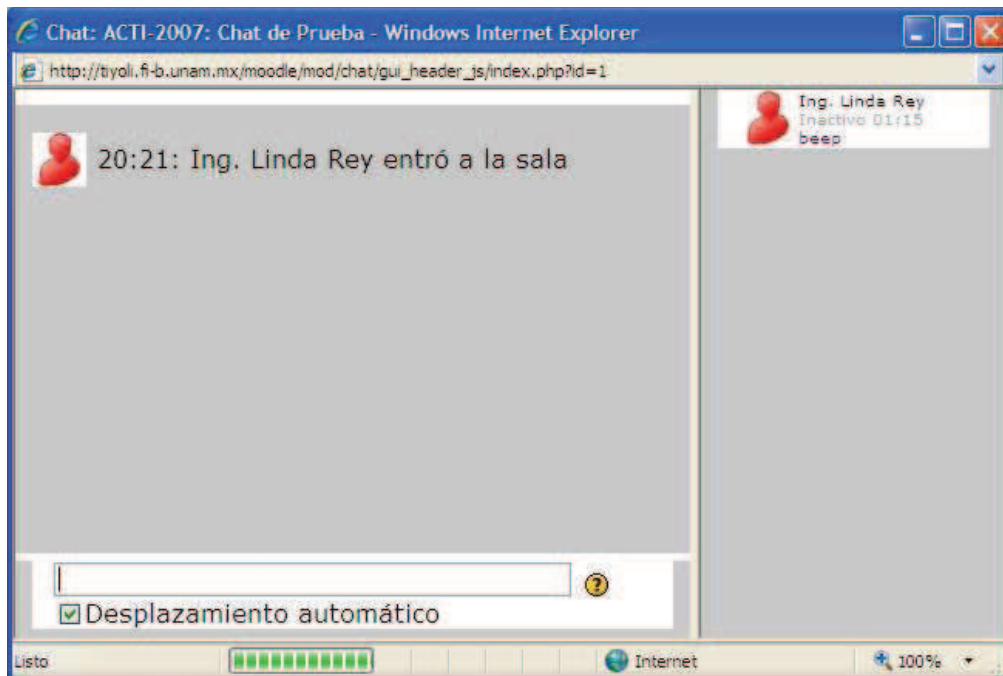 Chat: ACTI-2007: Chat de Prueba - Windows Internet Explorer
http://tiyoli.fi-b.unam.mx/moodle/mod/chat/gui_header_js/index.php?id=1
20:21: Ing. Linda Rey entró a la sala
Ing. Linda Rey
Inactivo 01:15
beep
Desplazamiento automático
Listo
Internet
100%